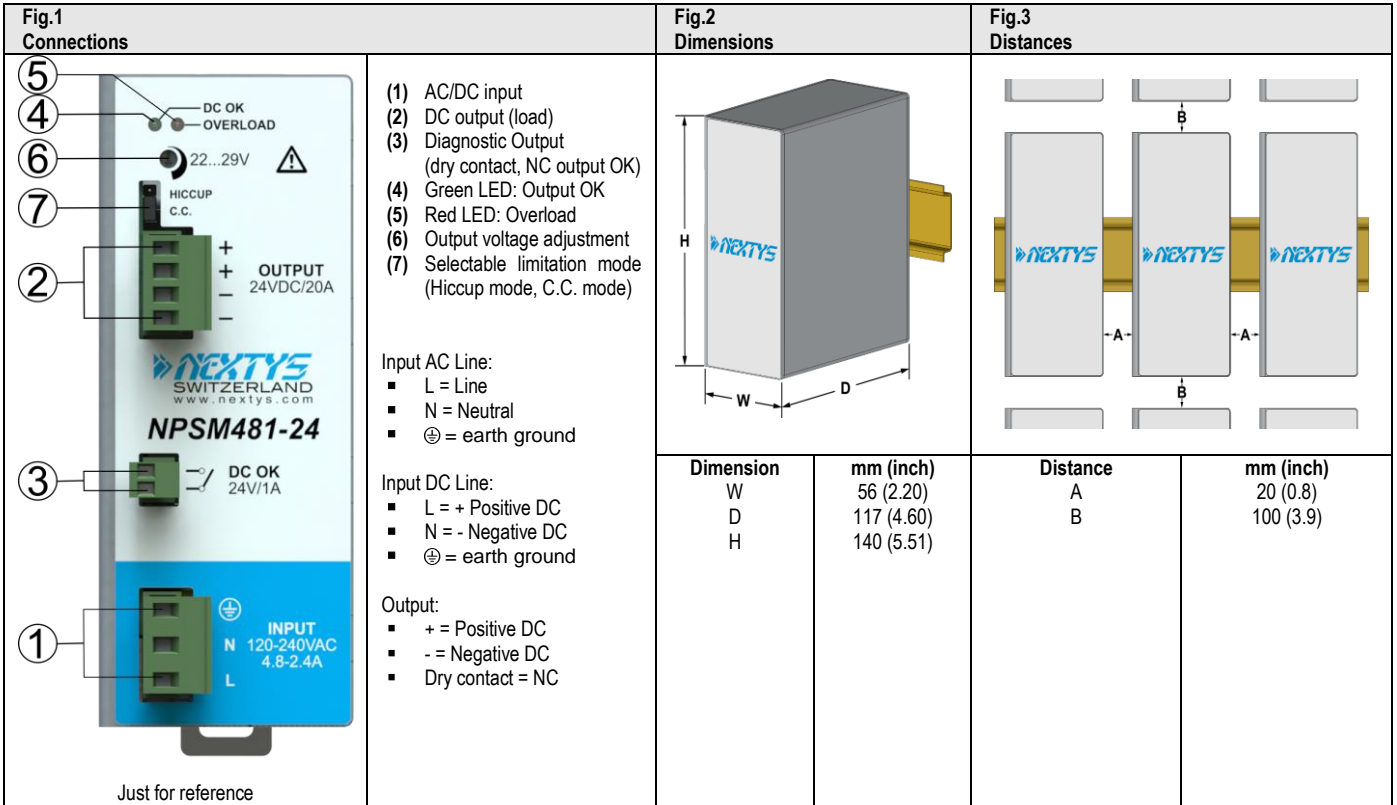 Fig.1
Connections
5
4
6
7
2
3
1
DC OK
OVERLOAD
22...29V
HICCUP
C.C.
+
+
−
−
OUTPUT
24VDC/20A
NEXTYS
SWITZERLAND
www.nextys.com
NPSM481-24
DC OK
24V/1A
INPUT
N 120-240VAC
4.8-2.4A
L
Just for reference
(1) AC/DC input
(2) DC output (load)
(3) Diagnostic Output
(dry contact, NC output OK)
(4) Green LED: Output OK
(5) Red LED: Overload
(6) Output voltage adjustment
(7) Selectable limitation mode
(Hiccup mode, C.C. mode)
Input AC Line:
▪ L = Line
▪ N = Neutral
▪ ⏚ = earth ground
Input DC Line:
▪ L = + Positive DC
▪ N = - Negative DC
▪ ⏚ = earth ground
Output:
▪ + = Positive DC
▪ - = Negative DC
▪ Dry contact = NC
Fig.2
Dimensions
H
NEXTYS
W
D
Dimension mm (inch)
W 56 (2.20)
D 117 (4.60)
H 140 (5.51)
Fig.3
Distances
B
NEXTYS NEXTYS NEXTYS
A A
B
Distance mm (inch)
A 20 (0.8)
B 100 (3.9)